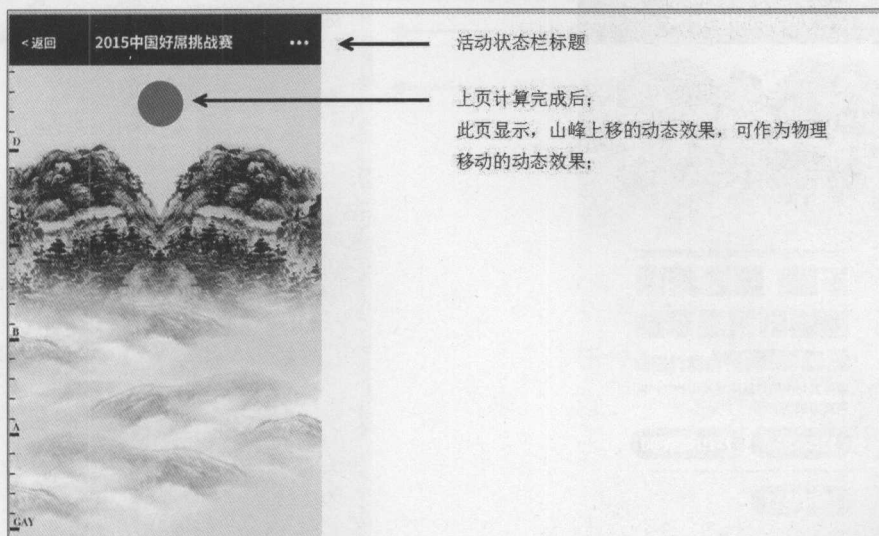 <返回 2015中国好屌挑战赛 •••
活动状态栏标题
上页计算完成后；
此页显示，山峰上移的动态效果，可作为物理
移动的动态效果；
D
C
B
A
GAY